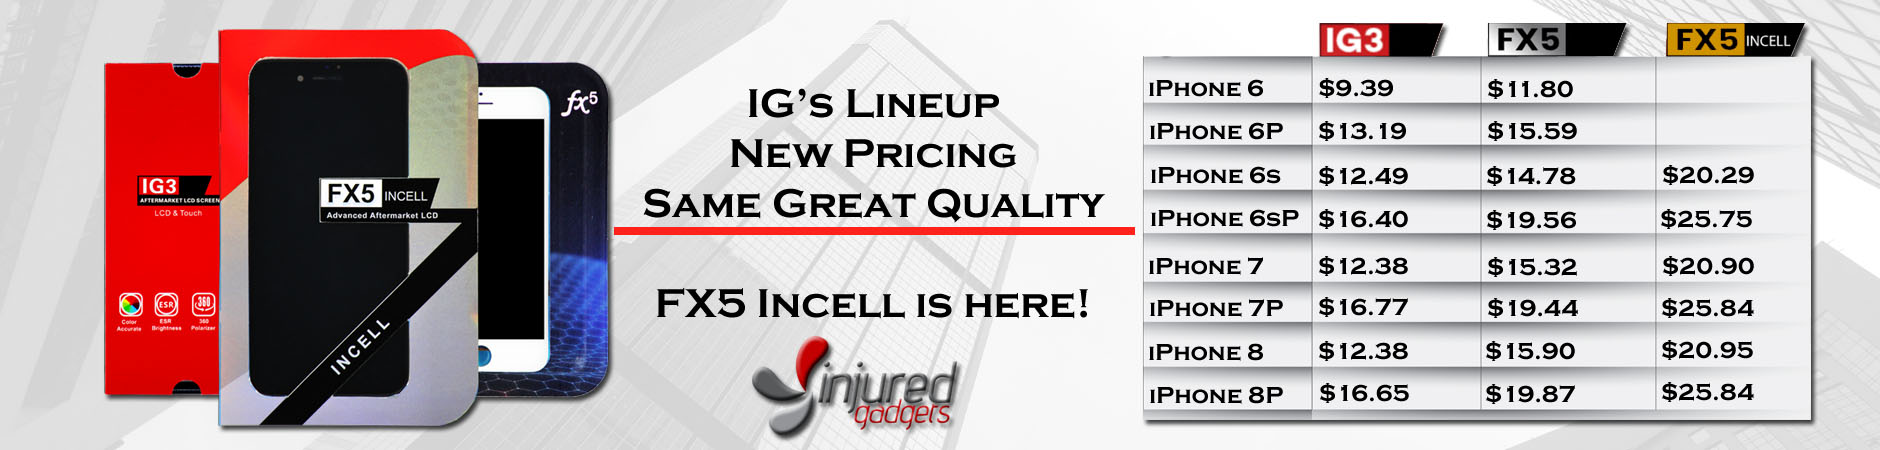 IG3
AFTERMARKET LCD SCREEN
LCD & Touch
Color Accurate
ESR Brightness
360
Polarizer
FX5 INCELL
Advanced Aftermarket LCD
INCELL
fx5
IG's Lineup
New Pricing
Same Great Quality
FX5 Incell is here!
injured
gadgets
IG3 FX5 FX5 INCELL
iPhone 6 $9.39 $11.80
iPhone 6P $13.19 $15.59
iPhone 6s $12.49 $14.78 $20.29
iPhone 6sP $16.40 $19.56 $25.75
iPhone 7 $12.38 $15.32 $20.90
iPhone 7P $16.77 $19.44 $25.84
iPhone 8 $12.38 $15.90 $20.95
iPhone 8P $16.65 $19.87 $25.84